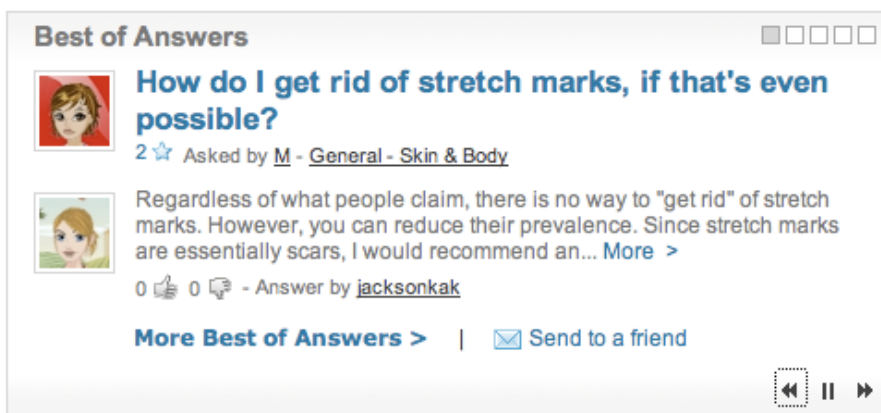 Best of Answers
How do I get rid of stretch marks, if that's even
possible?
2 Asked by M - General - Skin & Body
Regardless of what people claim, there is no way to "get rid" of stretch
marks. However, you can reduce their prevalence. Since stretch marks
are essentially scars, I would recommend an... More >
0 0 - Answer by jacksonkak
More Best of Answers > | Send to a friend